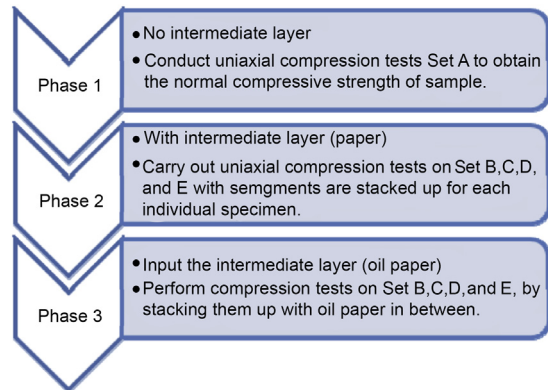 Phase 1
• No intermediate layer
• Conduct uniaxial compression tests Set A to obtain
the normal compressive strength of sample.
Phase 2
• With intermediate layer (paper)
• Carry out uniaxial compression tests on Set B,C,D,
and E with semgments are stacked up for each
individual specimen.
Phase 3
• Input the intermediate layer (oil paper)
• Perform compression tests on Set B,C,D,and E, by
stacking them up with oil paper in between.